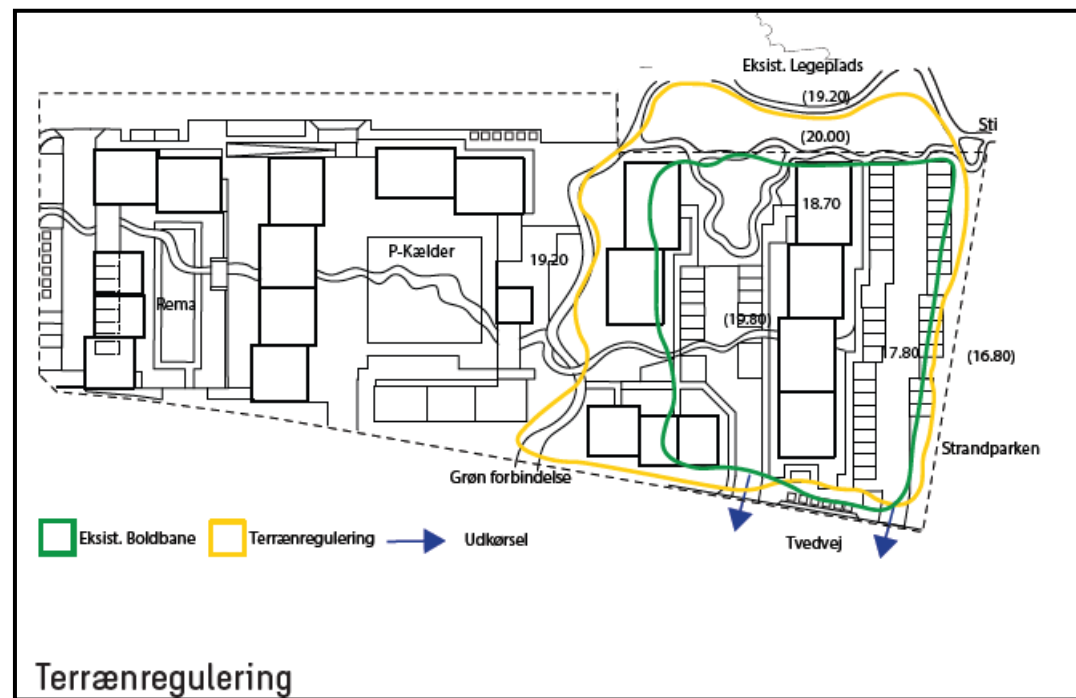 Eksist. Legeplads
(19.20)
Sti
(20.00)
18.70
P-Kælder
19.20
Rema
(19.80)
17.80
(16.80)
Strandparken
Grøn forbindelse
Eksist. Boldbane
Terrænregulering
Udkørsel
Tvedvej
Terrænregulering